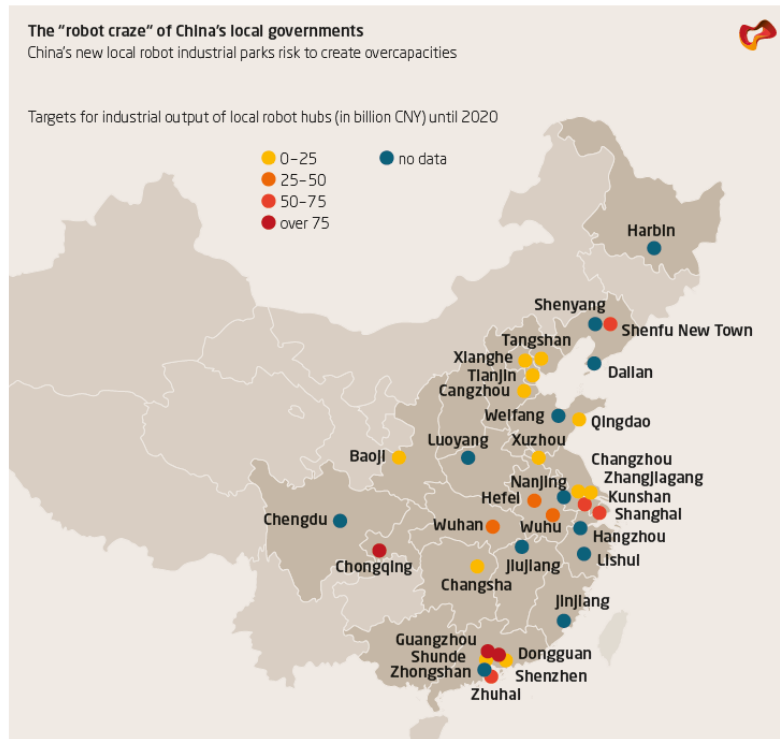 The "robot craze" of China's local governments
China's new local robot industrial parks risk to create overcapacities
Targets for industrial output of local robot hubs (in billion CNY) until 2020
0–25
no data
25–50
50–75
over 75
Harbin
Shenyang
Shenfu New Town
Tangshan
Xianghe
Tianjin
Dalian
Cangzhou
Weifang
Qingdao
Luoyang
Xuzhou
Baoji
Changzhou
Zhangjiagang
Nanjing
Kunshan
Hefei
Shanghai
Chengdu
Wuhan
Wuhu
Hangzhou
Lishui
Chongqing
Jiujiang
Changsha
Jinjiang
Guangzhou
Dongguan
Shunde
Zhongshan
Shenzhen
Zhuhai